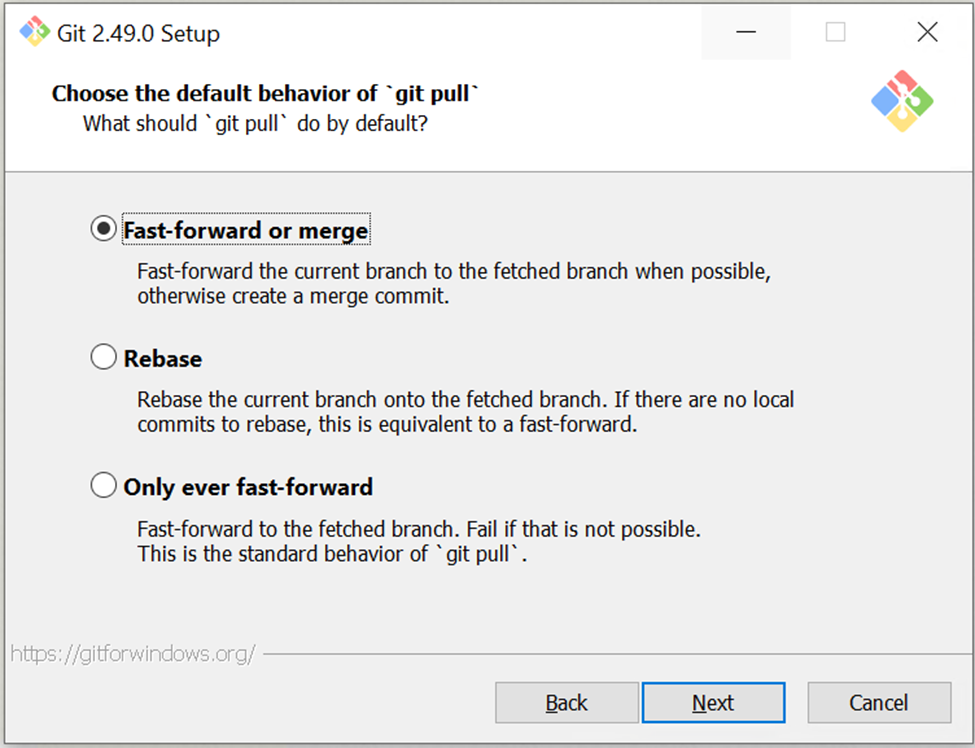 Git 2.49.0 Setup
Choose the default behavior of `git pull`
What should `git pull` do by default?
Fast-forward or merge
Fast-forward the current branch to the fetched branch when possible,
otherwise create a merge commit.
Rebase
Rebase the current branch onto the fetched branch. If there are no local
commits to rebase, this is equivalent to a fast-forward.
Only ever fast-forward
Fast-forward to the fetched branch. Fail if that is not possible.
This is the standard behavior of `git pull`.
https://gitforwindows.org/
Back Next Cancel